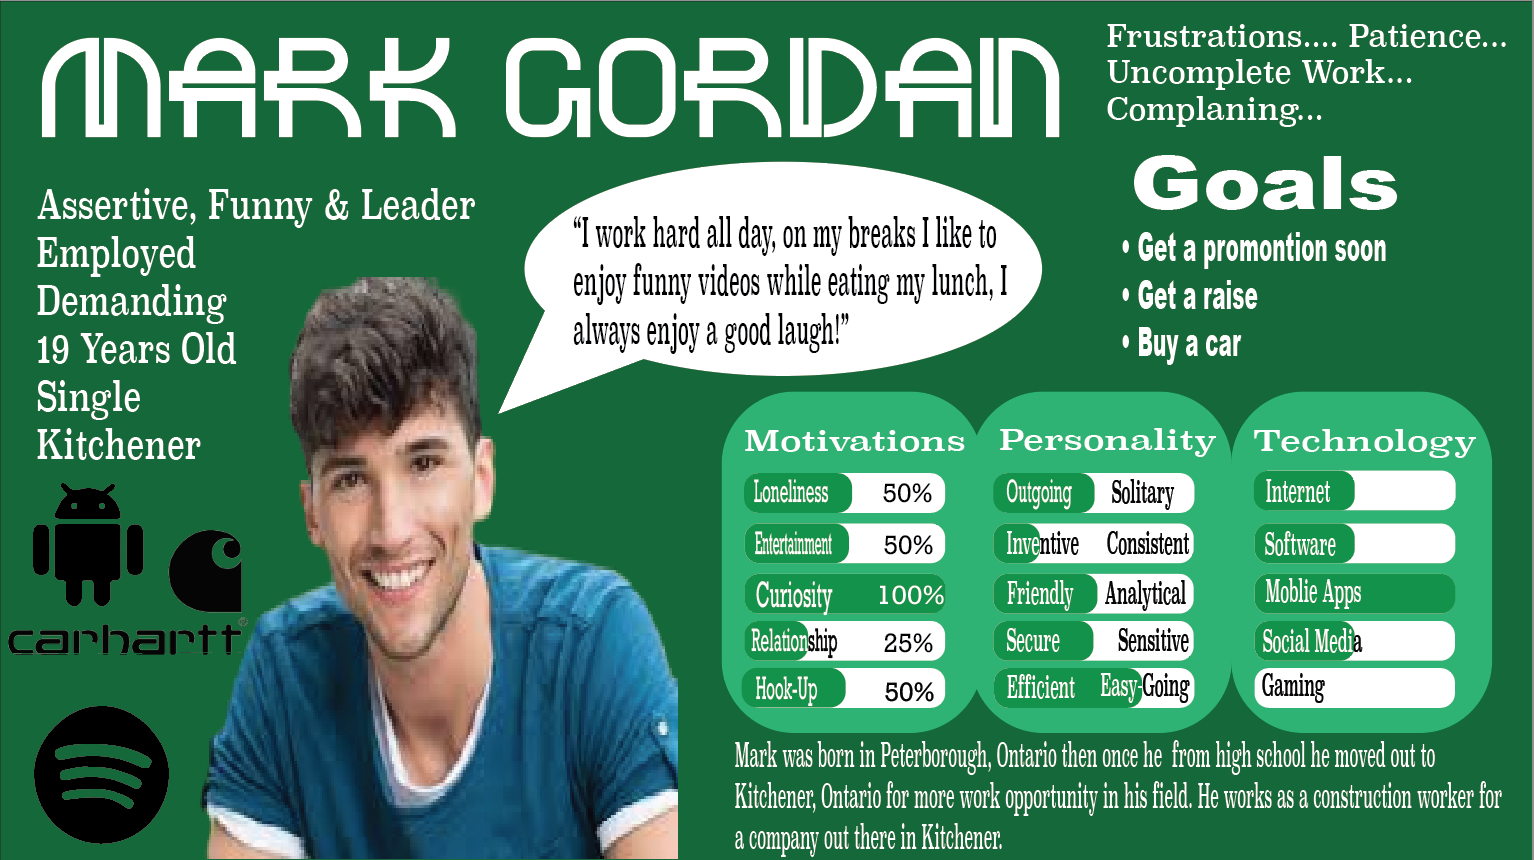 MARK GORDAN
Frustrations.... Patience...
Uncomplete Work...
Complaning...
Assertive, Funny & Leader
Employed
Demanding
19 Years Old
Single
Kitchener
carhartt®
“I work hard all day, on my breaks I like to
enjoy funny videos while eating my lunch, I
always enjoy a good laugh!”
Goals
• Get a promontion soon
• Get a raise
• Buy a car
Motivations
Loneliness 50%
Entertainment 50%
Curiosity 100%
Relationship 25%
Hook-Up 50%
Personality
Outgoing Solitary
Inventive Consistent
Friendly Analytical
Secure Sensitive
Efficient Easy-Going
Technology
Internet
Software
Moblie Apps
Social Media
Gaming
Mark was born in Peterborough, Ontario then once he from high school he moved out to
Kitchener, Ontario for more work opportunity in his field. He works as a construction worker for
a company out there in Kitchener.